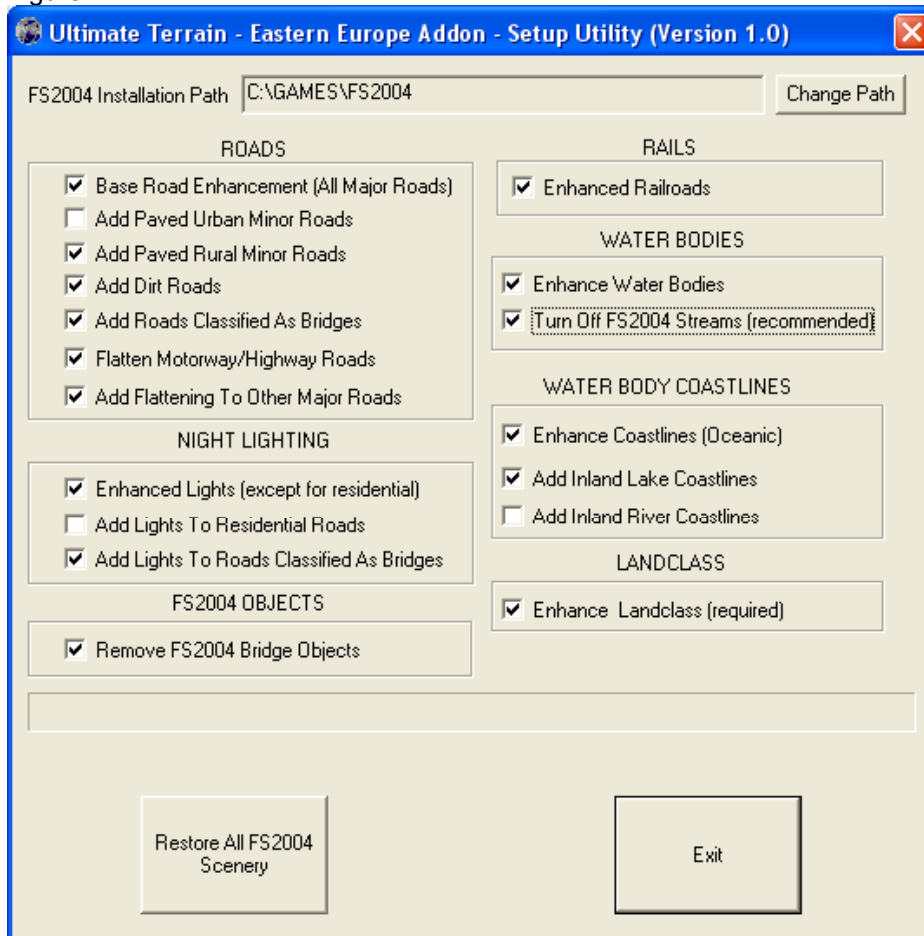 Ultimate Terrain - Eastern Europe Addon - Setup Utility (Version 1.0)
FS2004 Installation Path
C:\GAMES\FS2004
Change Path
ROADS
Base Road Enhancement (All Major Roads)
Add Paved Urban Minor Roads
Add Paved Rural Minor Roads
Add Dirt Roads
Add Roads Classified As Bridges
Flatten Motorway/Highway Roads
Add Flattening To Other Major Roads
NIGHT LIGHTING
Enhanced Lights (except for residential)
Add Lights To Residential Roads
Add Lights To Roads Classified As Bridges
FS2004 OBJECTS
Remove FS2004 Bridge Objects
RAILS
Enhanced Railroads
WATER BODIES
Enhance Water Bodies
Turn Off FS2004 Streams (recommended)
WATER BODY COASTLINES
Enhance Coastlines (Oceanic)
Add Inland Lake Coastlines
Add Inland River Coastlines
LANDCLASS
Enhance Landclass (required)
Restore All FS2004
Scenery
Exit